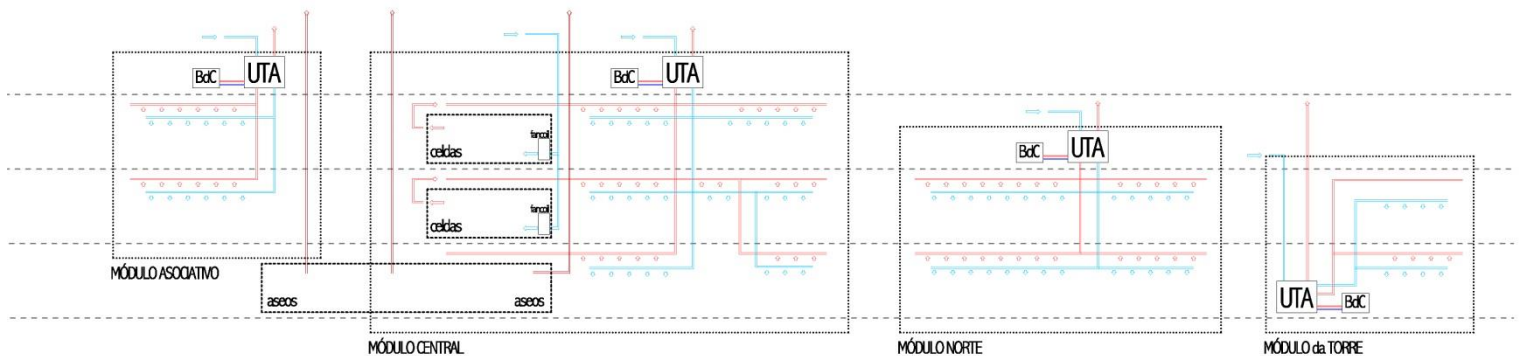 BdC UTA
BdC UTA
fancoil
celdas
BdC UTA
fancoil
celdas
MÓDULO ASOCIATIVO
aseos aseos
UTA BdC
MÓDULO CENTRAL
MÓDULO NORTE
MÓDULO da TORRE